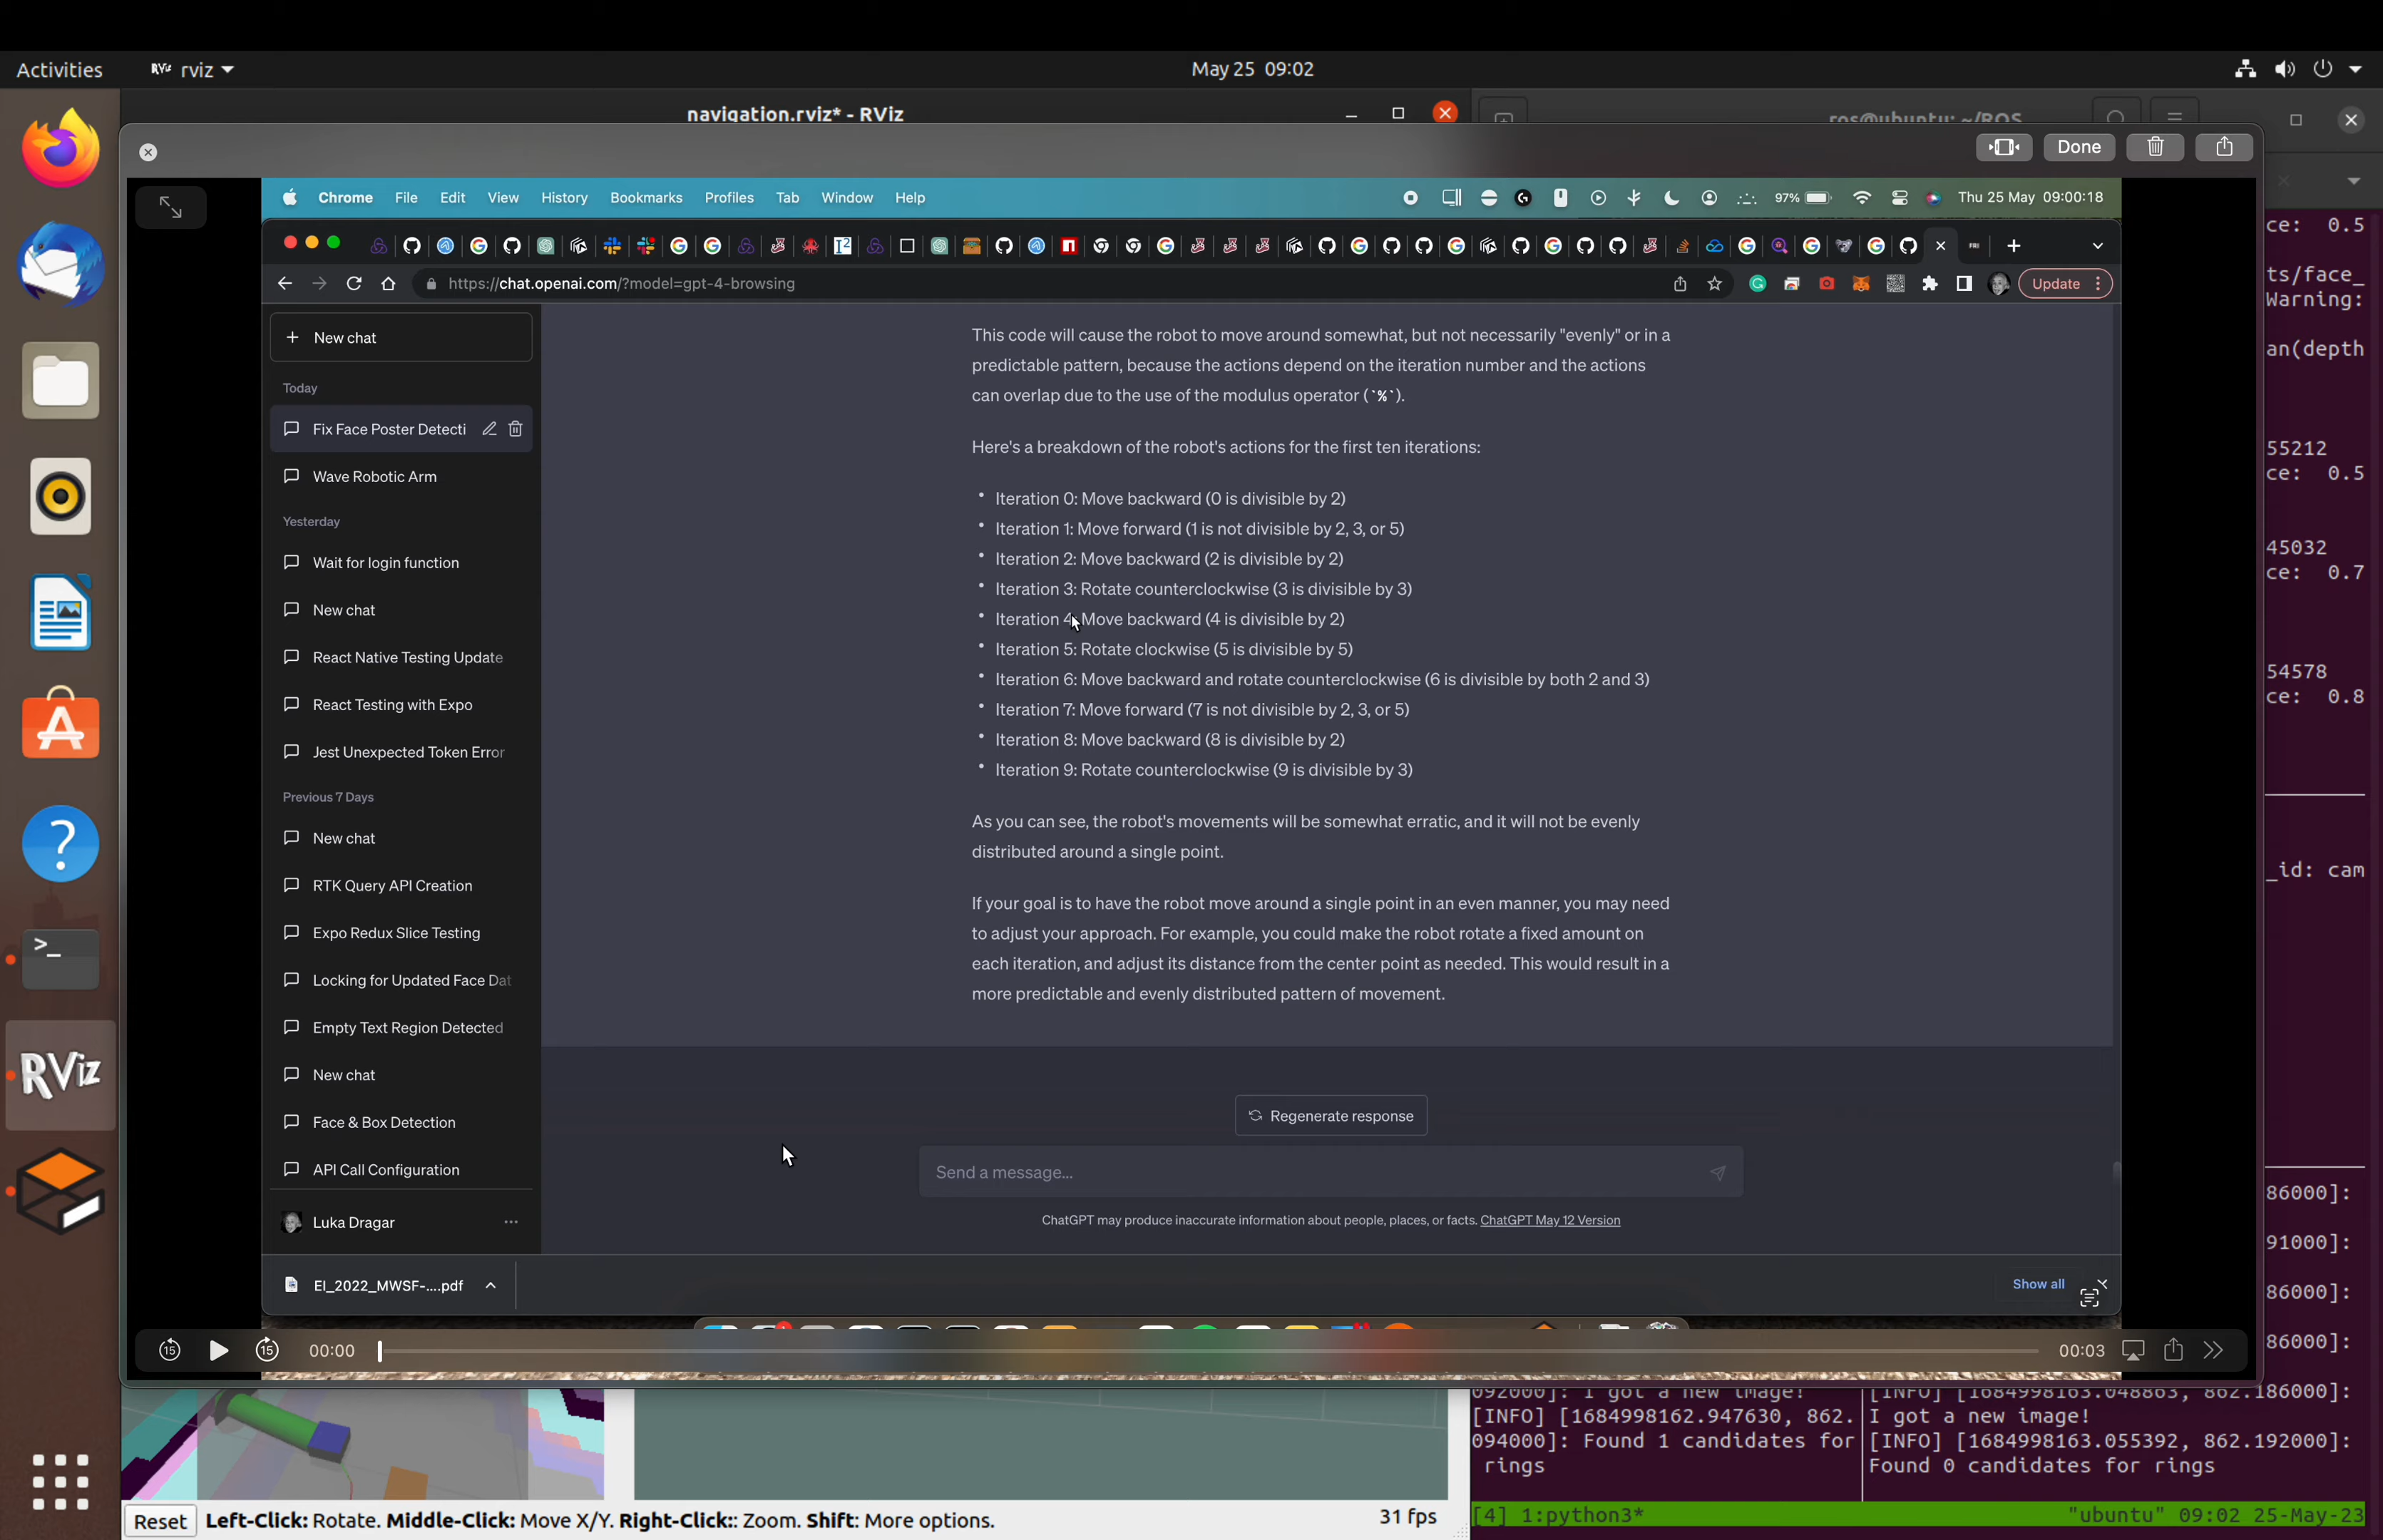 Activities
RViz rviz
May 25 09:02
navigation.rviz* - RViz
ros@ubuntu: ~/ROS
Done
Chrome File Edit View History Bookmarks Profiles Tab Window Help
97%
Thu 25 May 09:00:18
FRI
https://chat.openai.com/?model=gpt-4-browsing
Update
New chat
Today
Fix Face Poster Detecti
Wave Robotic Arm
Yesterday
Wait for login function
New chat
React Native Testing Update
React Testing with Expo
Jest Unexpected Token Error
Previous 7 Days
New chat
RTK Query API Creation
Expo Redux Slice Testing
Locking for Updated Face Dat
Empty Text Region Detected
New chat
Face & Box Detection
API Call Configuration
Luka Dragar
This code will cause the robot to move around somewhat, but not necessarily "evenly" or in a
predictable pattern, because the actions depend on the iteration number and the actions
can overlap due to the use of the modulus operator (`%`).
Here's a breakdown of the robot's actions for the first ten iterations:
• Iteration 0: Move backward (0 is divisible by 2)
• Iteration 1: Move forward (1 is not divisible by 2, 3, or 5)
• Iteration 2: Move backward (2 is divisible by 2)
• Iteration 3: Rotate counterclockwise (3 is divisible by 3)
• Iteration 4: Move backward (4 is divisible by 2)
• Iteration 5: Rotate clockwise (5 is divisible by 5)
• Iteration 6: Move backward and rotate counterclockwise (6 is divisible by both 2 and 3)
• Iteration 7: Move forward (7 is not divisible by 2, 3, or 5)
• Iteration 8: Move backward (8 is divisible by 2)
• Iteration 9: Rotate counterclockwise (9 is divisible by 3)
As you can see, the robot's movements will be somewhat erratic, and it will not be evenly
distributed around a single point.
If your goal is to have the robot move around a single point in an even manner, you may need
to adjust your approach. For example, you could make the robot rotate a fixed amount on
each iteration, and adjust its distance from the center point as needed. This would result in a
more predictable and evenly distributed pattern of movement.
Regenerate response
Send a message...
ChatGPT may produce inaccurate information about people, places, or facts. ChatGPT May 12 Version
EI_2022_MWSF-....pdf
Show all
15
15
00:00
00:03
ce: 0.5
ts/face_
Warning:
an(depth
55212
ce: 0.5
45032
ce: 0.7
54578
ce: 0.8
_id: cam
86000]:
91000]:
86000]:
86000]:
RViz
092000]: I got a new image!
[INFO] [1684998162.947630, 862.
094000]: Found 1 candidates for
rings
[INFO] [1684998163.048863, 862.186000]:
I got a new image!
[INFO] [1684998163.055392, 862.192000]:
Found 0 candidates for rings
Reset Left-Click: Rotate. Middle-Click: Move X/Y. Right-Click:: Zoom. Shift: More options.
31 fps
[4] 1:python3*
"ubuntu" 09:02 25-May-23